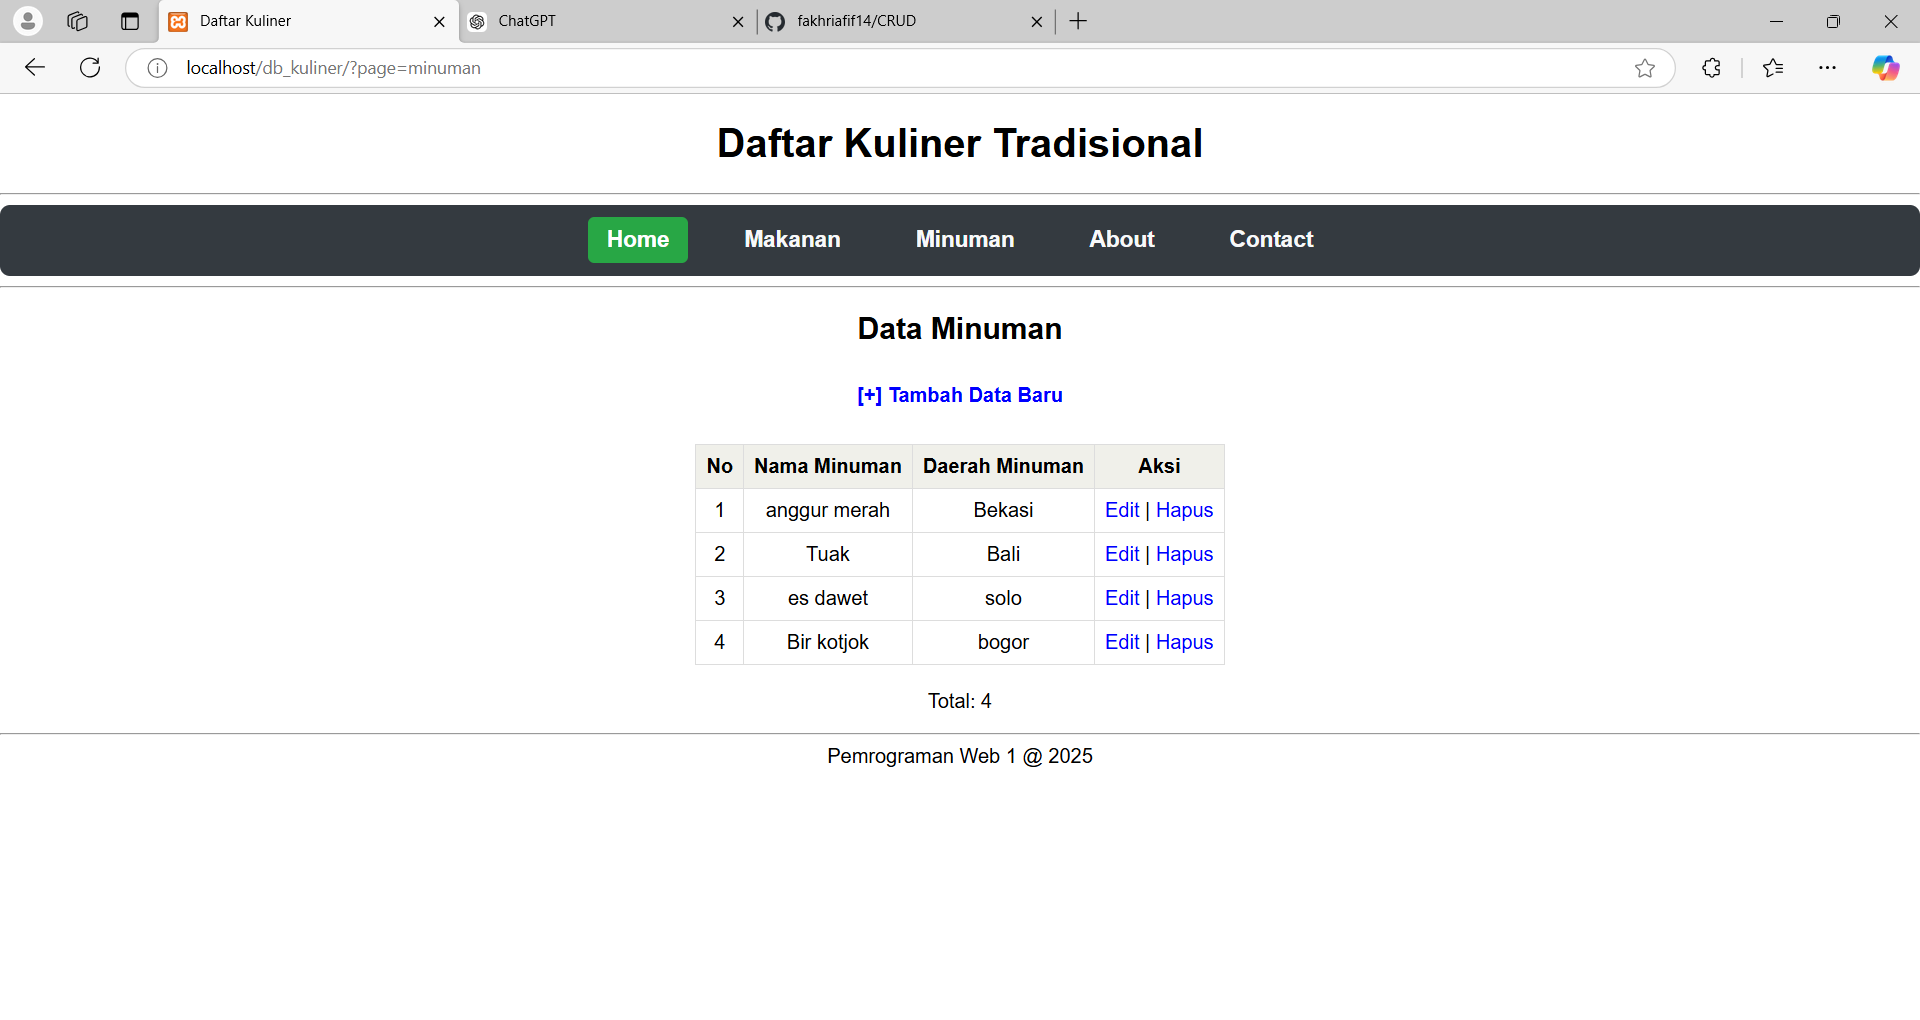 Daftar Kuliner
ChatGPT
fakhriafif14/CRUD
localhost/db_kuliner/?page=minuman
Daftar Kuliner Tradisional
Home Makanan Minuman About Contact
Data Minuman
[+] Tambah Data Baru
No Nama Minuman Daerah Minuman Aksi
1 anggur merah Bekasi Edit | Hapus
2 Tuak Bali Edit | Hapus
3 es dawet solo Edit | Hapus
4 Bir kotjok bogor Edit | Hapus
Total: 4
Pemrograman Web 1 @ 2025